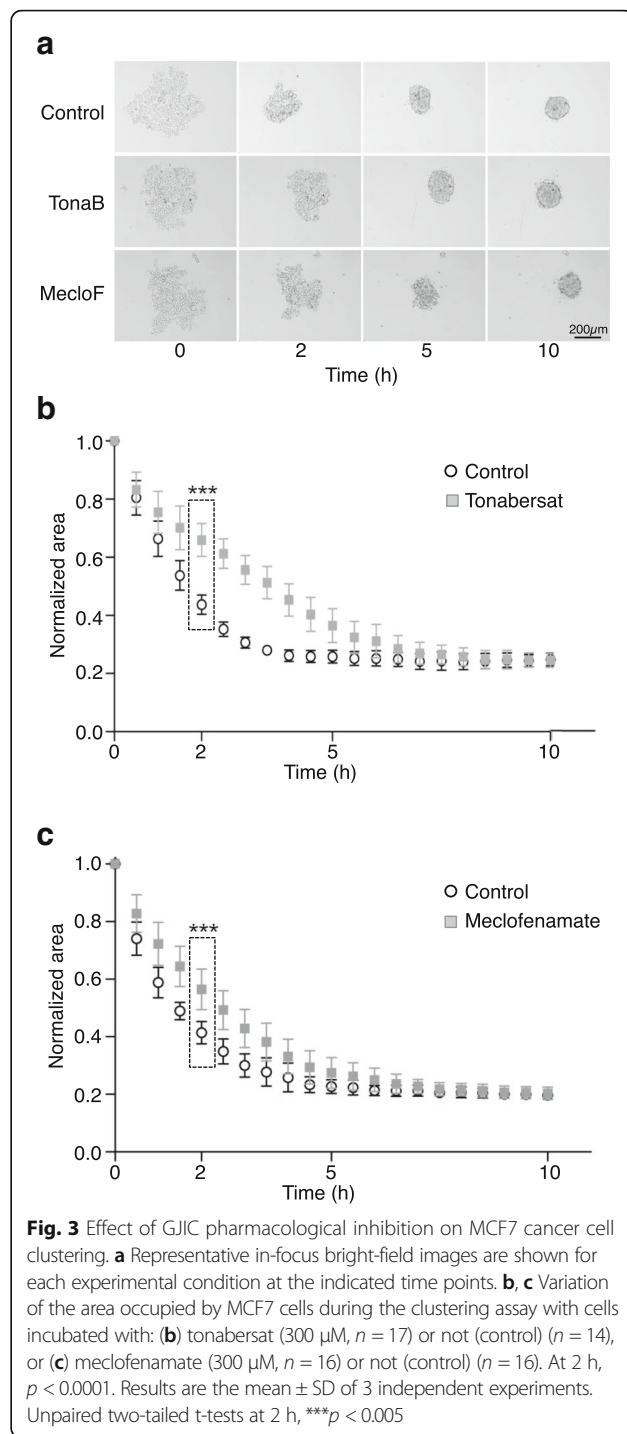 a
Control
TonaB
MecloF
200µm
0 2 5 10
Time (h)
b
1.0
0.8
0.6
0.4
0.2
0.0
Normalized area
***
Control
Tonabersat
0 2 5 10
Time (h)
c
1.0
0.8
0.6
0.4
0.2
0.0
Normalized area
***
Control
Meclofenamate
0 2 5 10
Time (h)
Fig. 3 Effect of GJIC pharmacological inhibition on MCF7 cancer cell
clustering. a Representative in-focus bright-field images are shown for
each experimental condition at the indicated time points. b, c Variation
of the area occupied by MCF7 cells during the clustering assay with cells
incubated with: (b) tonabersat (300 µM, n = 17) or not (control) (n = 14),
or (c) meclofenamate (300 µM, n = 16) or not (control) (n = 16). At 2 h,
p < 0.0001. Results are the mean ± SD of 3 independent experiments.
Unpaired two-tailed t-tests at 2 h, ***p < 0.005